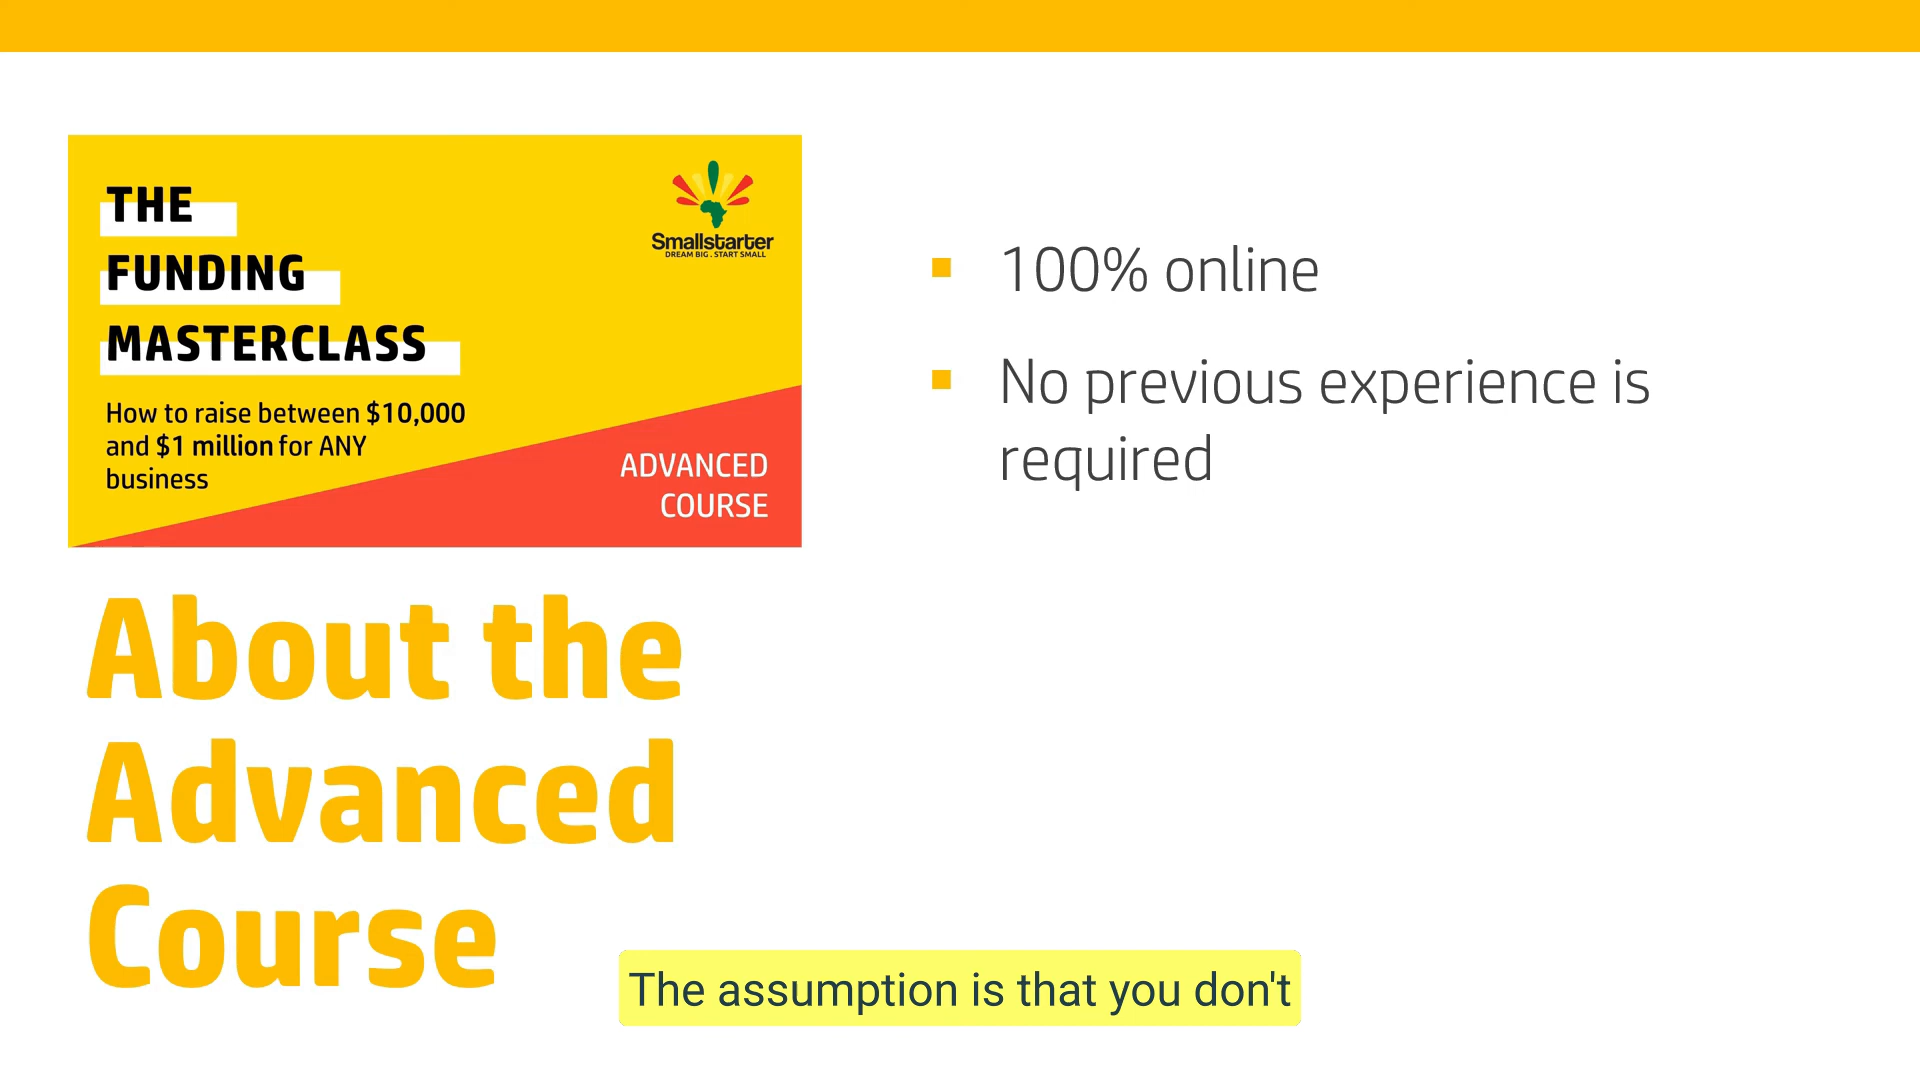 THE
FUNDING
MASTERCLASS
How to raise between $10,000
and $1 million for ANY
business
Smallstarter
DREAM BIG . START SMALL
ADVANCED
COURSE
About the
Advanced
Course
100% online
No previous experience is
required
The assumption is that you don't